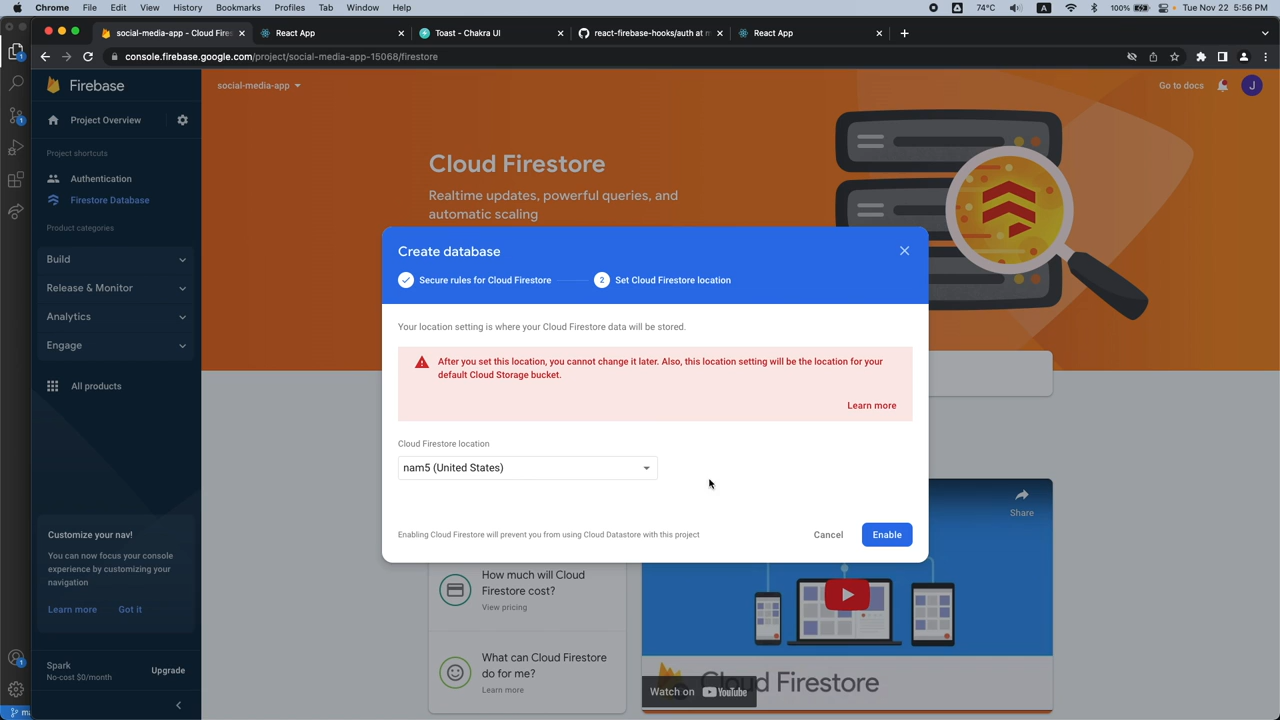 Chrome File Edit View History Bookmarks Profiles Tab Window Help 74°C A 100% Tue Nov 22 5:56 PM
social-media-app - Cloud Fires React App Toast - Chakra UI react-firebase-hooks/auth at m React App
console.firebase.google.com/project/social-media-app-15068/firestore
Firebase
social-media-app
Go to docs
J
Project Overview
Project shortcuts
Authentication
Firestore Database
Product categories
Build
Release & Monitor
Analytics
Engage
All products
Customize your nav!
You can now focus your console
experience by customizing your
navigation
Learn more Got it
Spark
No-cost $0/month
Upgrade
Cloud Firestore
Realtime updates, powerful queries, and
automatic scaling
Create database
Secure rules for Cloud Firestore
2 Set Cloud Firestore location
Your location setting is where your Cloud Firestore data will be stored.
After you set this location, you cannot change it later. Also, this location setting will be the location for your
default Cloud Storage bucket.
Learn more
Cloud Firestore location
nam5 (United States)
Enabling Cloud Firestore will prevent you from using Cloud Datastore with this project
Cancel
Enable
Share
How much will Cloud
Firestore cost?
View pricing
What can Cloud Firestore
do for me?
Learn more
Cloud Firestore
Watch on YouTube